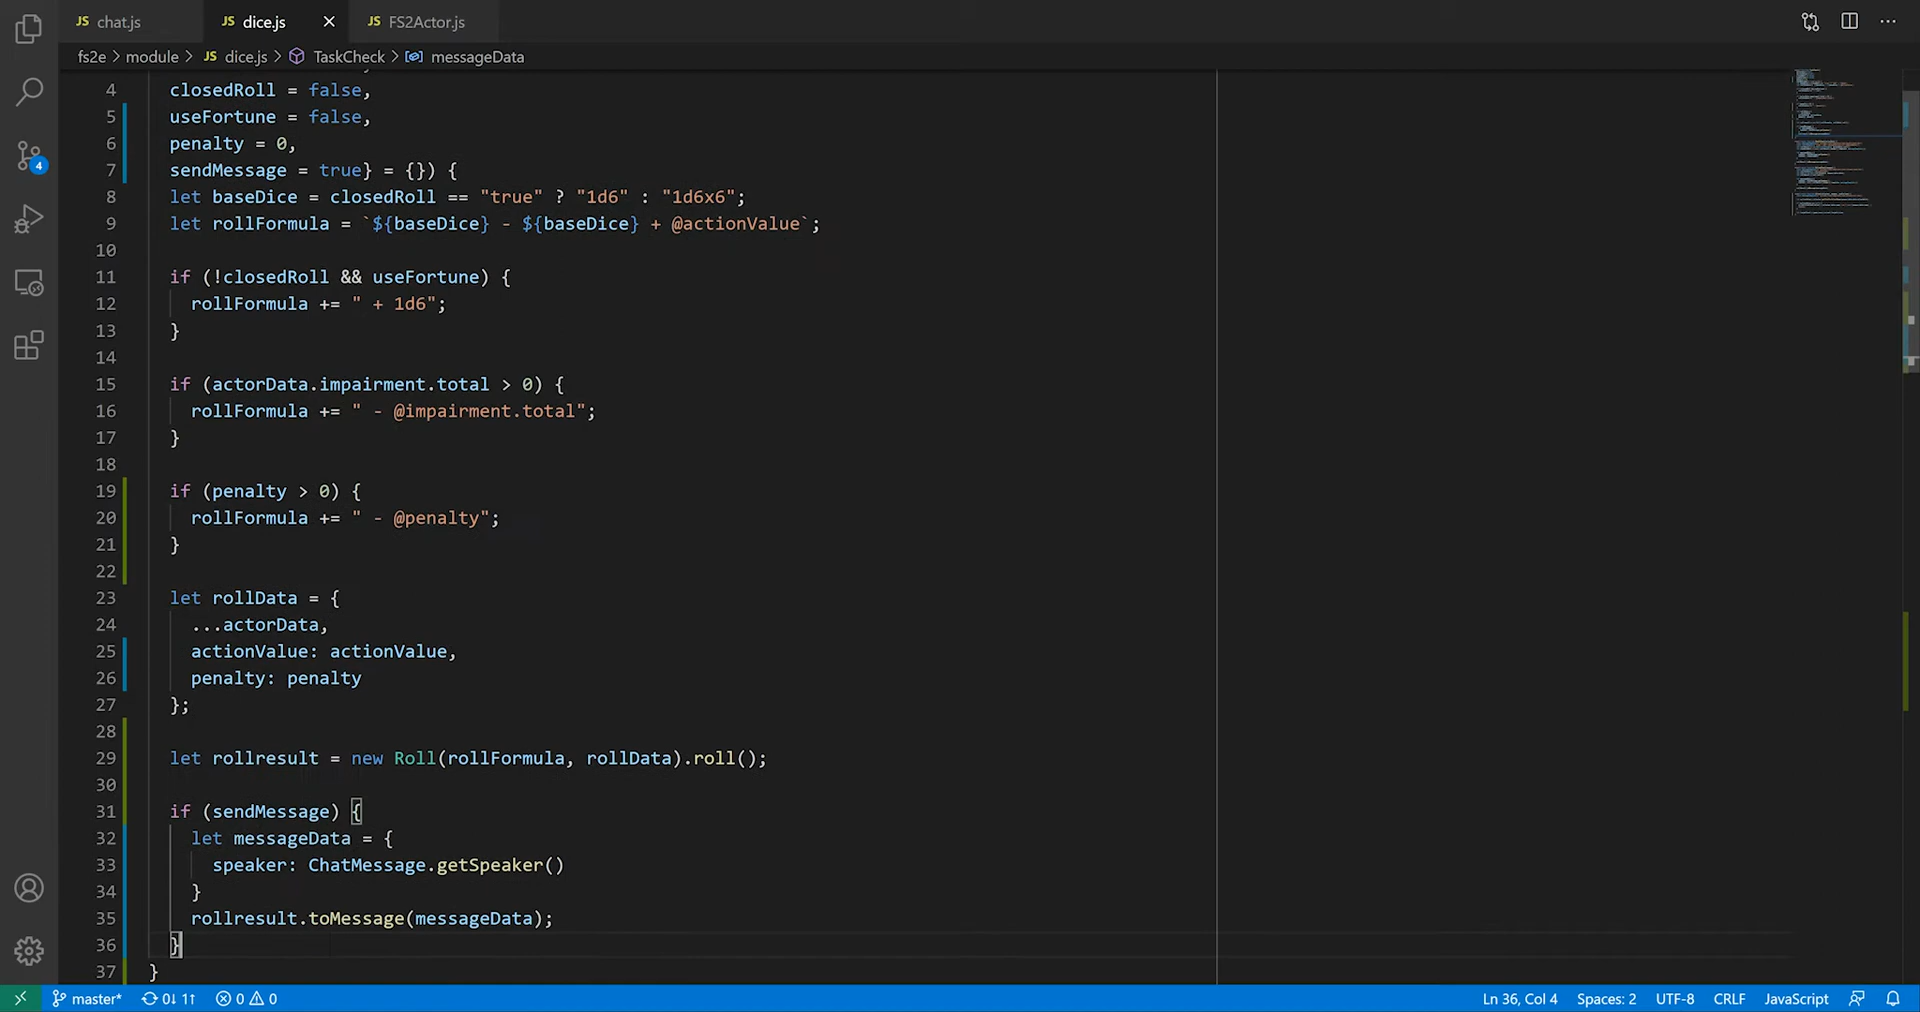 JS chat.js JS dice.js × JS FS2Actor.js
fs2e > module > JS dice.js > TaskCheck > messageData
4 closedRoll = false,
5 useFortune = false,
6 penalty = 0,
7 sendMessage = true} = {}) {
8 let baseDice = closedRoll == "true" ? "1d6" : "1d6x6";
9 let rollFormula = `${baseDice} - ${baseDice} + @actionValue`;
10
11 if (!closedRoll && useFortune) {
12 rollFormula += " + 1d6";
13 }
14
15 if (actorData.impairment.total > 0) {
16 rollFormula += " - @impairment.total";
17 }
18
19 if (penalty > 0) {
20 rollFormula += " - @penalty";
21 }
22
23 let rollData = {
24 ...actorData,
25 actionValue: actionValue,
26 penalty: penalty
27 };
28
29 let rollresult = new Roll(rollFormula, rollData).roll();
30
31 if (sendMessage) {
32 let messageData = {
33 speaker: ChatMessage.getSpeaker()
34 }
35 rollresult.toMessage(messageData);
36 }
37 }
4
master* 0↓ 1↑ 0 0 Ln 36, Col 4 Spaces: 2 UTF-8 CRLF JavaScript